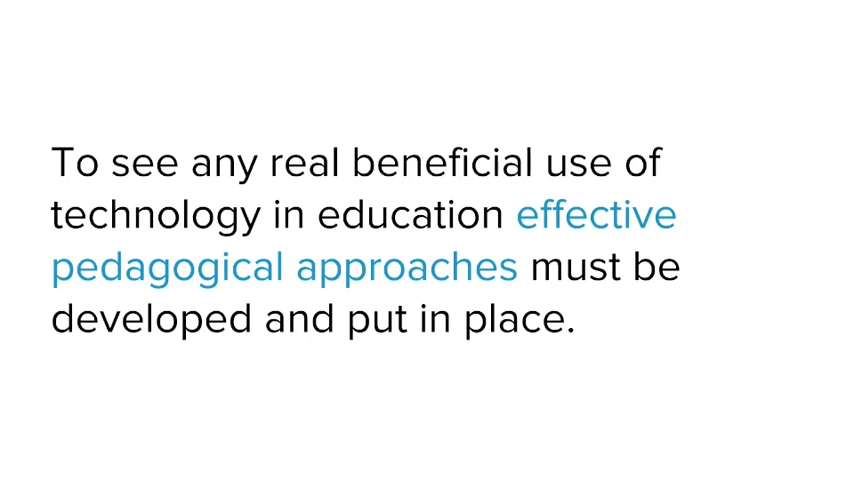 To see any real beneficial use of
technology in education effective
pedagogical approaches must be
developed and put in place.